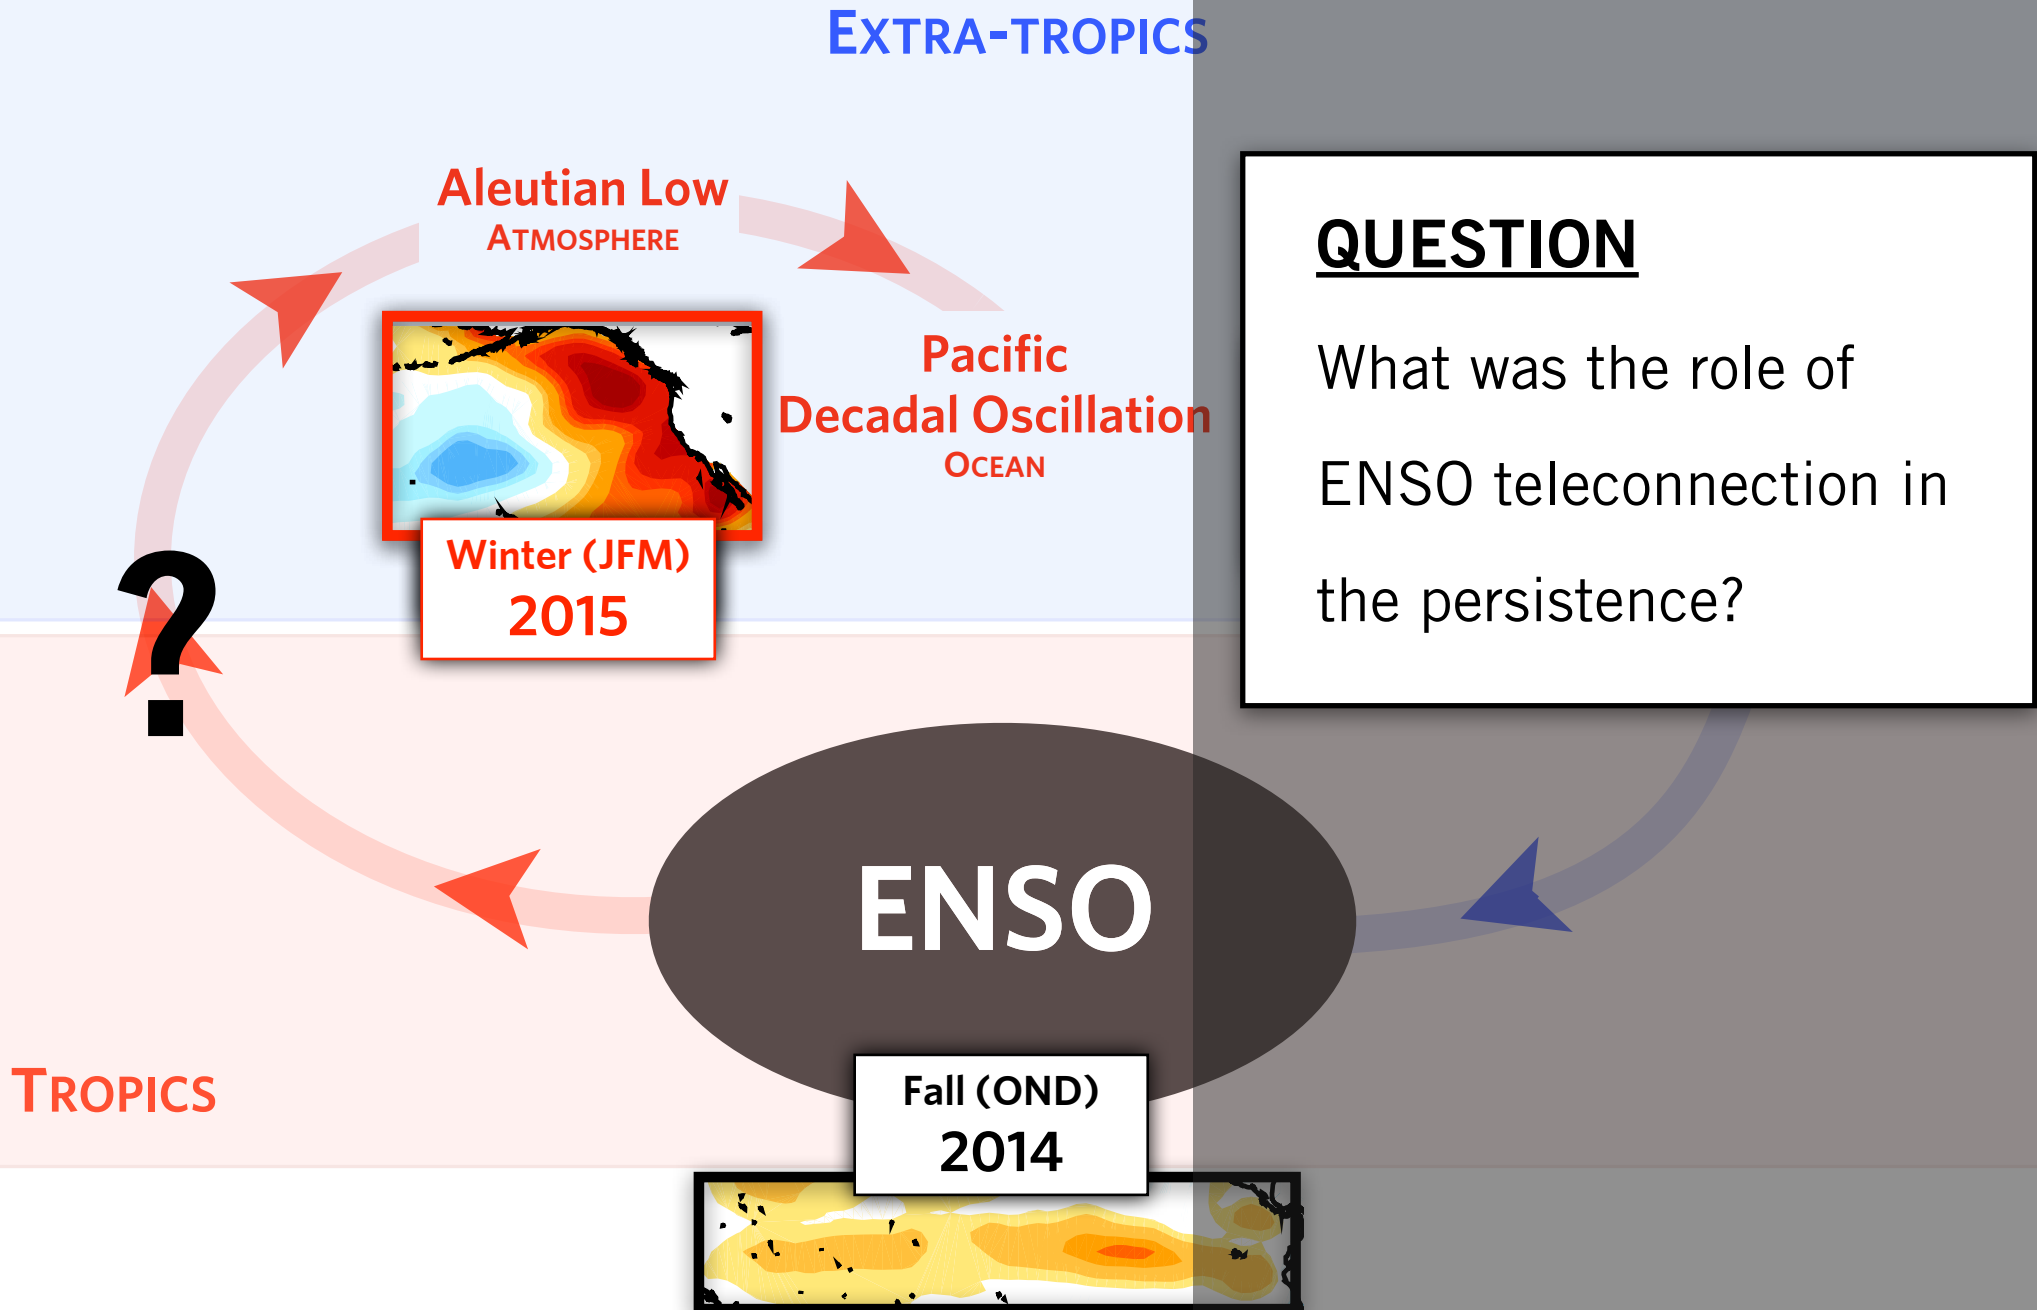 EXTRA-TROPICS
Aleutian Low
ATMOSPHERE
Pacific
Decadal Oscillation
OCEAN
Winter (JFM)
2015
?
QUESTION
What was the role of
ENSO teleconnection in
the persistence?
ENSO
TROPICS
Fall (OND)
2014